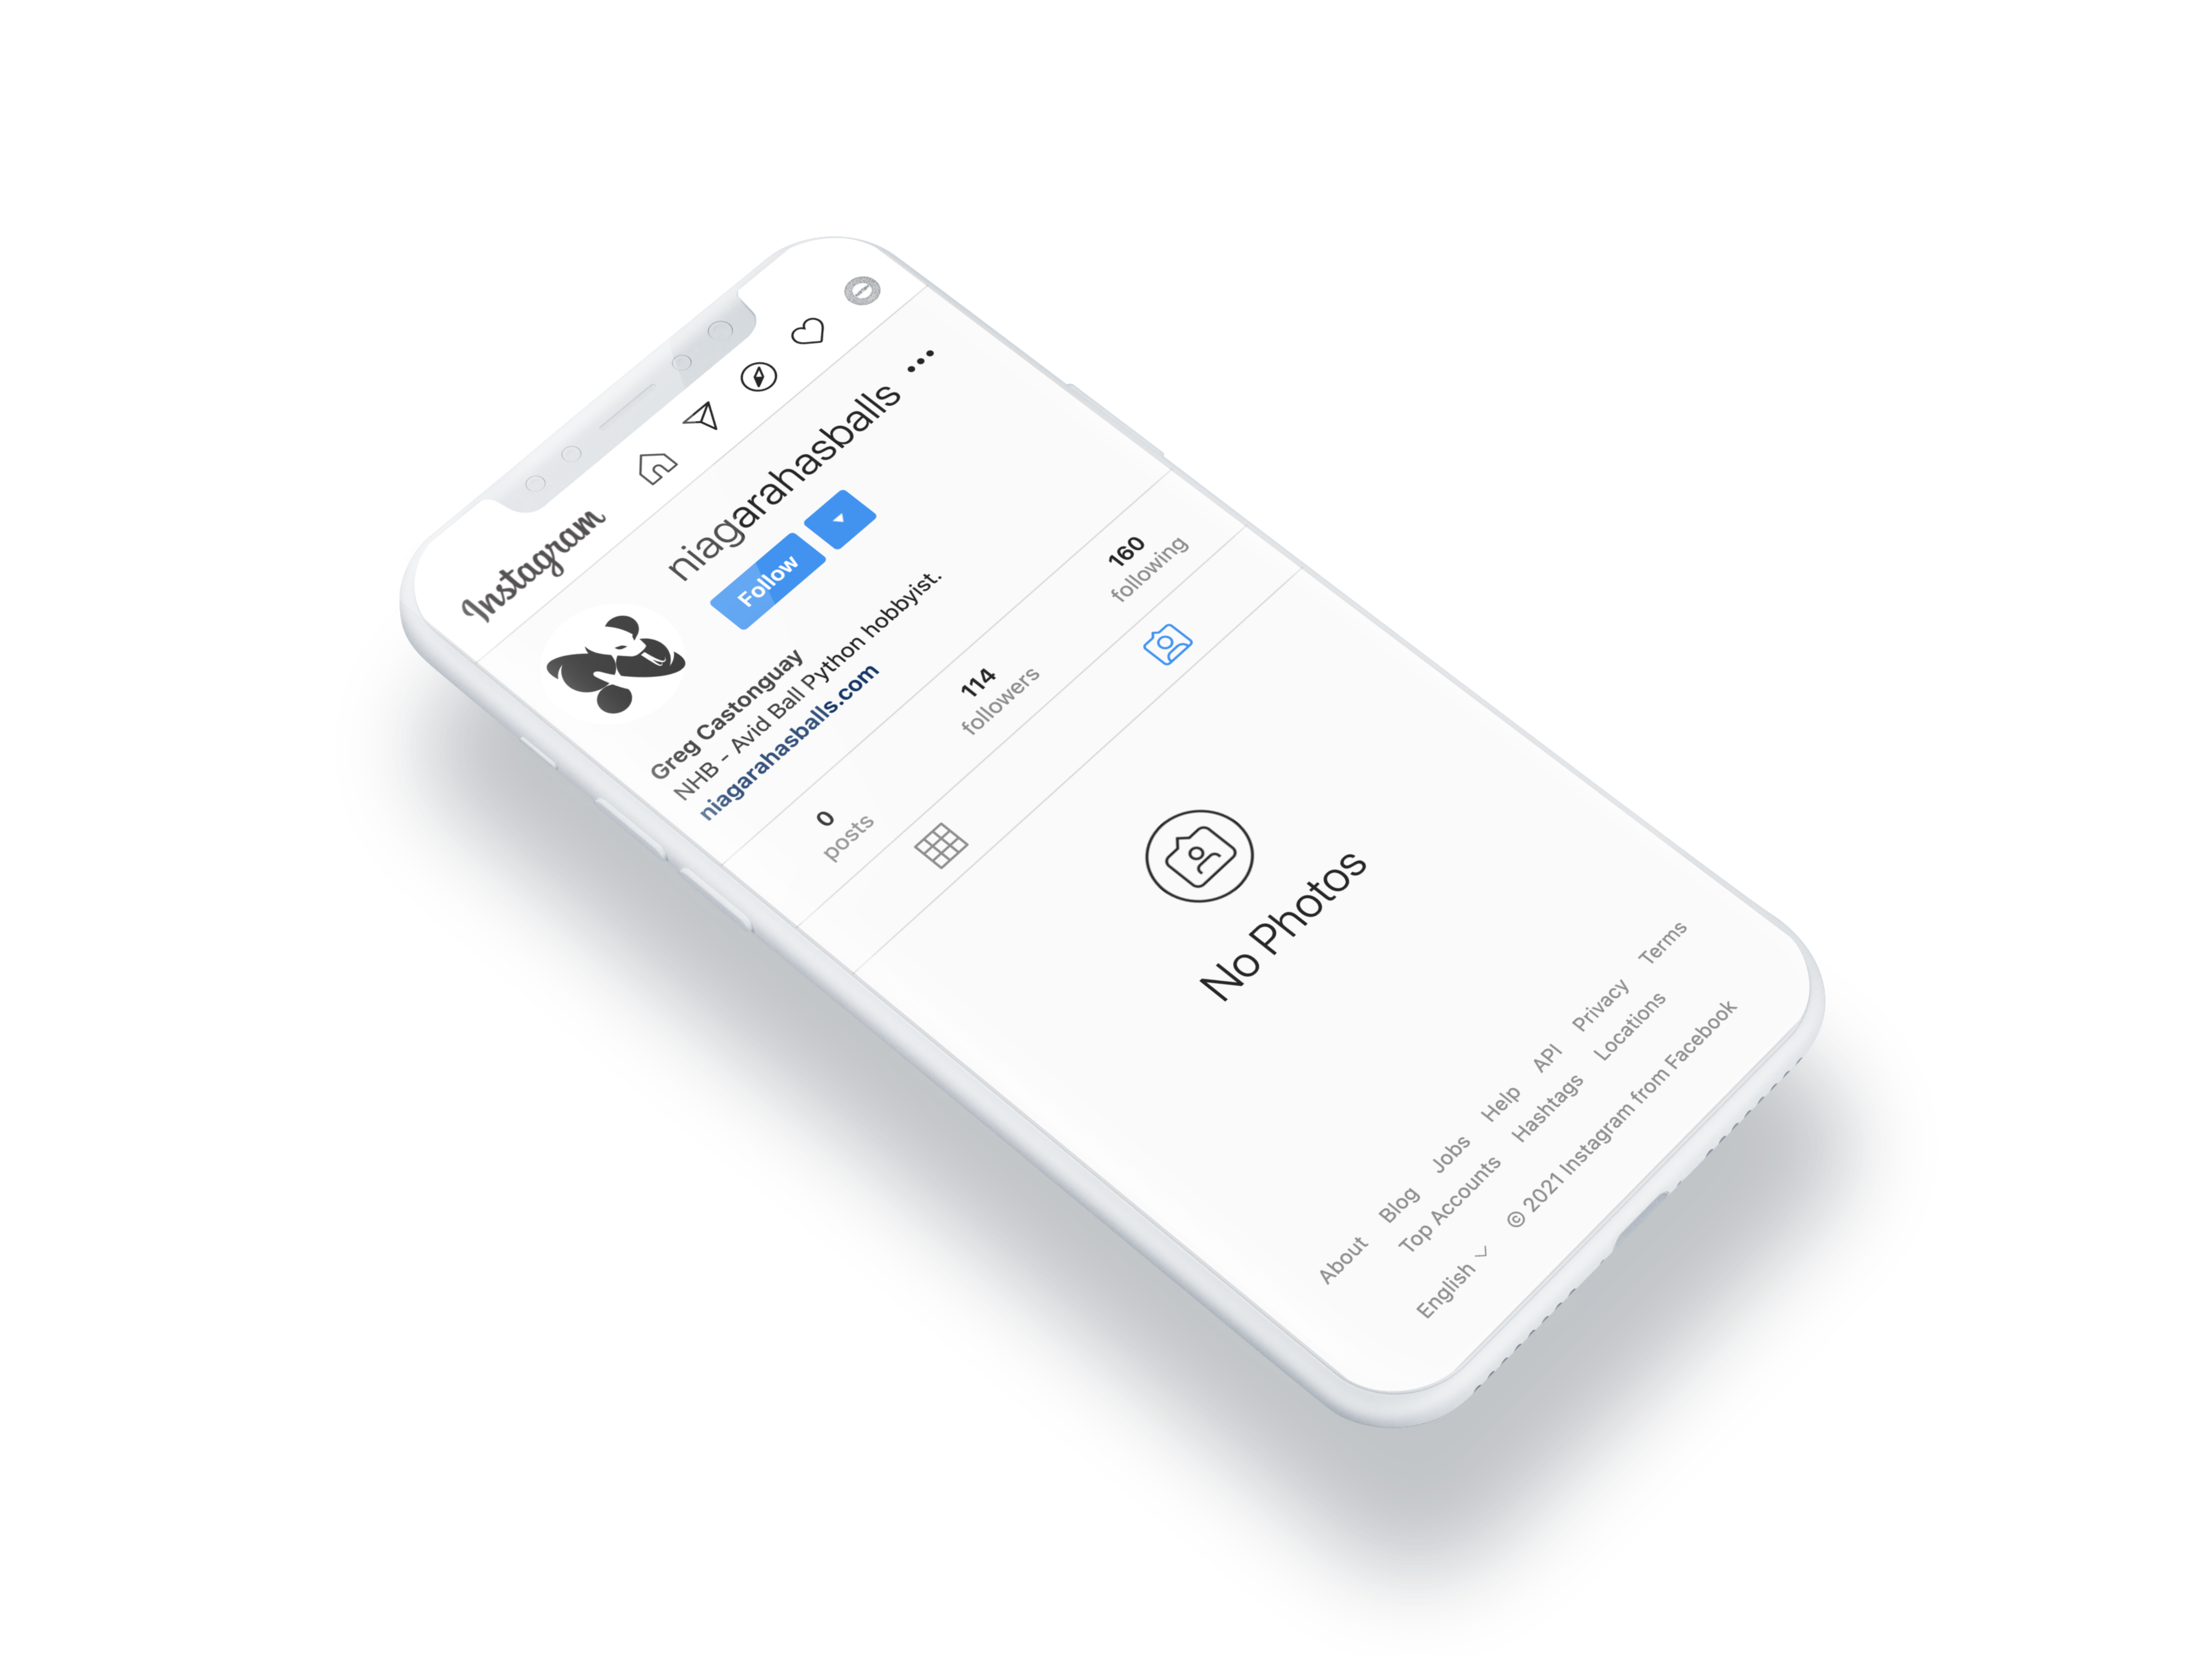 Instagram
niagarahasballs
Follow
Greg Castonguay
NHB - Avid Ball Python hobbyist.
niagarahasballs.com
0 posts
114 followers
160 following
No Photos
About Blog Jobs Help API Privacy Terms
Top Accounts Hashtags Locations
English © 2021 Instagram from Facebook